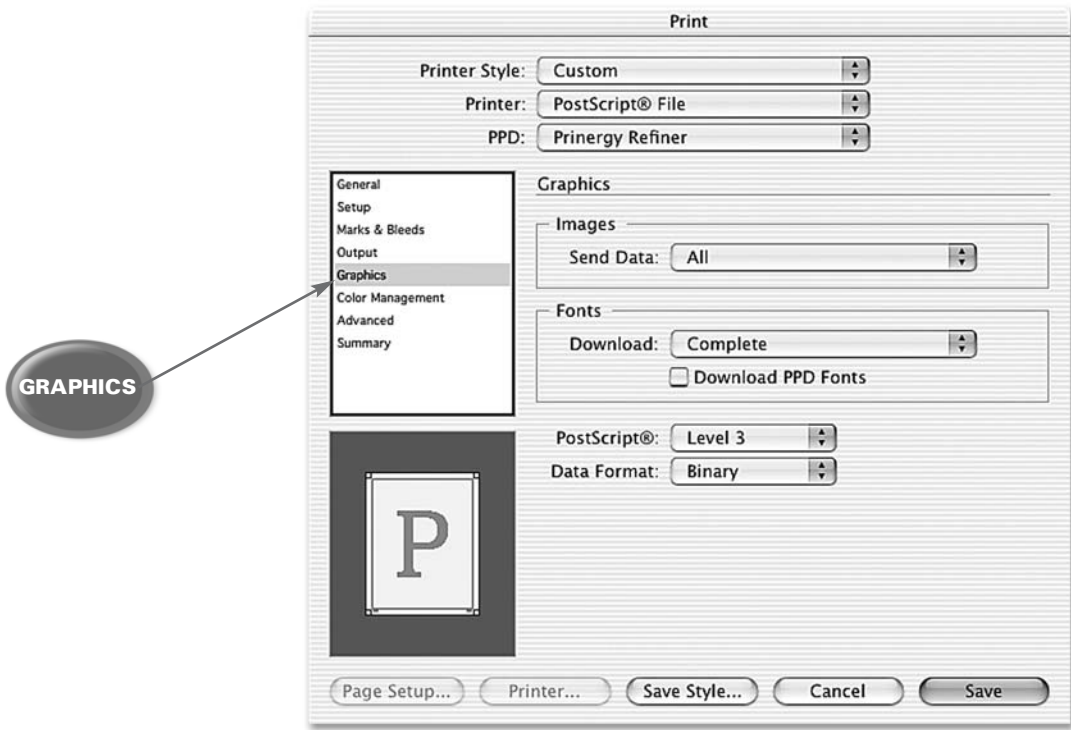 Print
Printer Style: Custom
Printer: PostScript® File
PPD: Prinergy Refiner
General
Setup
Marks & Bleeds
Output
Graphics
Color Management
Advanced
Summary
Graphics
Images
Send Data: All
Fonts
Download: Complete
Download PPD Fonts
PostScript®: Level 3
Data Format: Binary
GRAPHICS
P
Page Setup... Printer... Save Style... Cancel Save